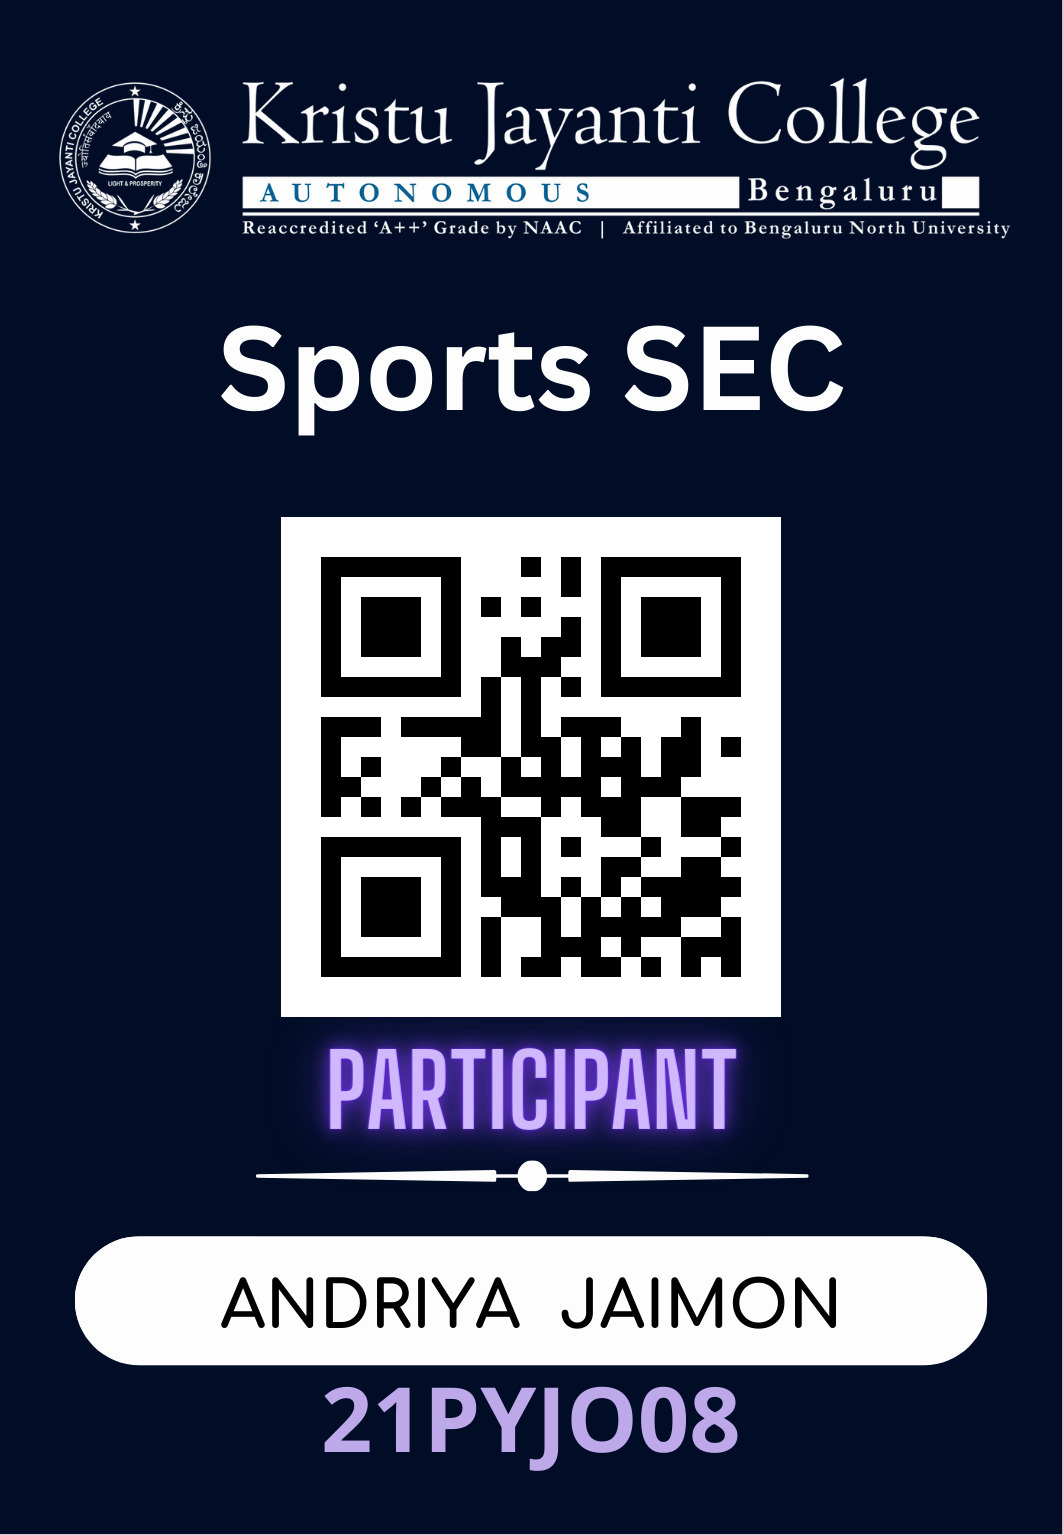 KRISTU JAYANTI COLLEGE
ಕ್ರಿಸ್ತು ಜಯಂತಿ ಕಾಲೇಜು
LIGHT & PROSPERITY
Kristu Jayanti College
AUTONOMOUS Bengaluru
Reaccredited ‘A++’ Grade by NAAC | Affiliated to Bengaluru North University
Sports SEC
PARTICIPANT
ANDRIYA JAIMON
21PYJO08